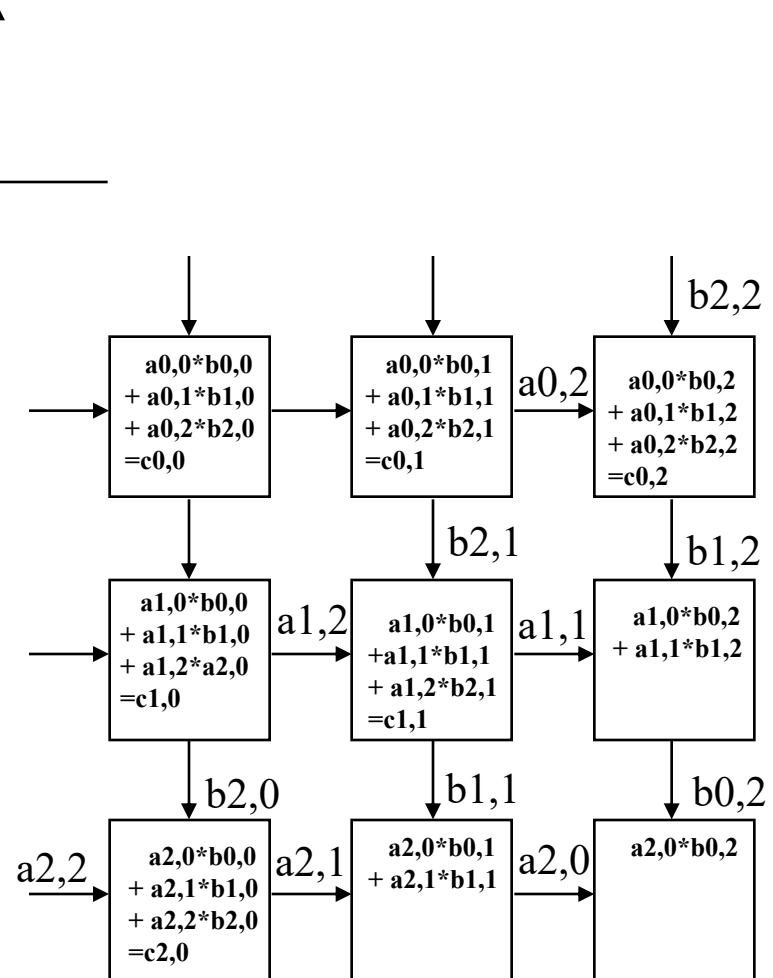 b2,2
a0,0*b0,0
+ a0,1*b1,0
+ a0,2*b2,0
=c0,0
a0,0*b0,1
+ a0,1*b1,1
+ a0,2*b2,1
=c0,1
a0,2
a0,0*b0,2
+ a0,1*b1,2
+ a0,2*b2,2
=c0,2
b2,1
b1,2
a1,0*b0,0
+ a1,1*b1,0
+ a1,2*a2,0
=c1,0
a1,2
a1,0*b0,1
+a1,1*b1,1
+ a1,2*b2,1
=c1,1
a1,1
a1,0*b0,2
+ a1,1*b1,2
b2,0
b1,1
b0,2
a2,2
a2,0*b0,0
+ a2,1*b1,0
+ a2,2*b2,0
=c2,0
a2,1
a2,0*b0,1
+ a2,1*b1,1
a2,0
a2,0*b0,2